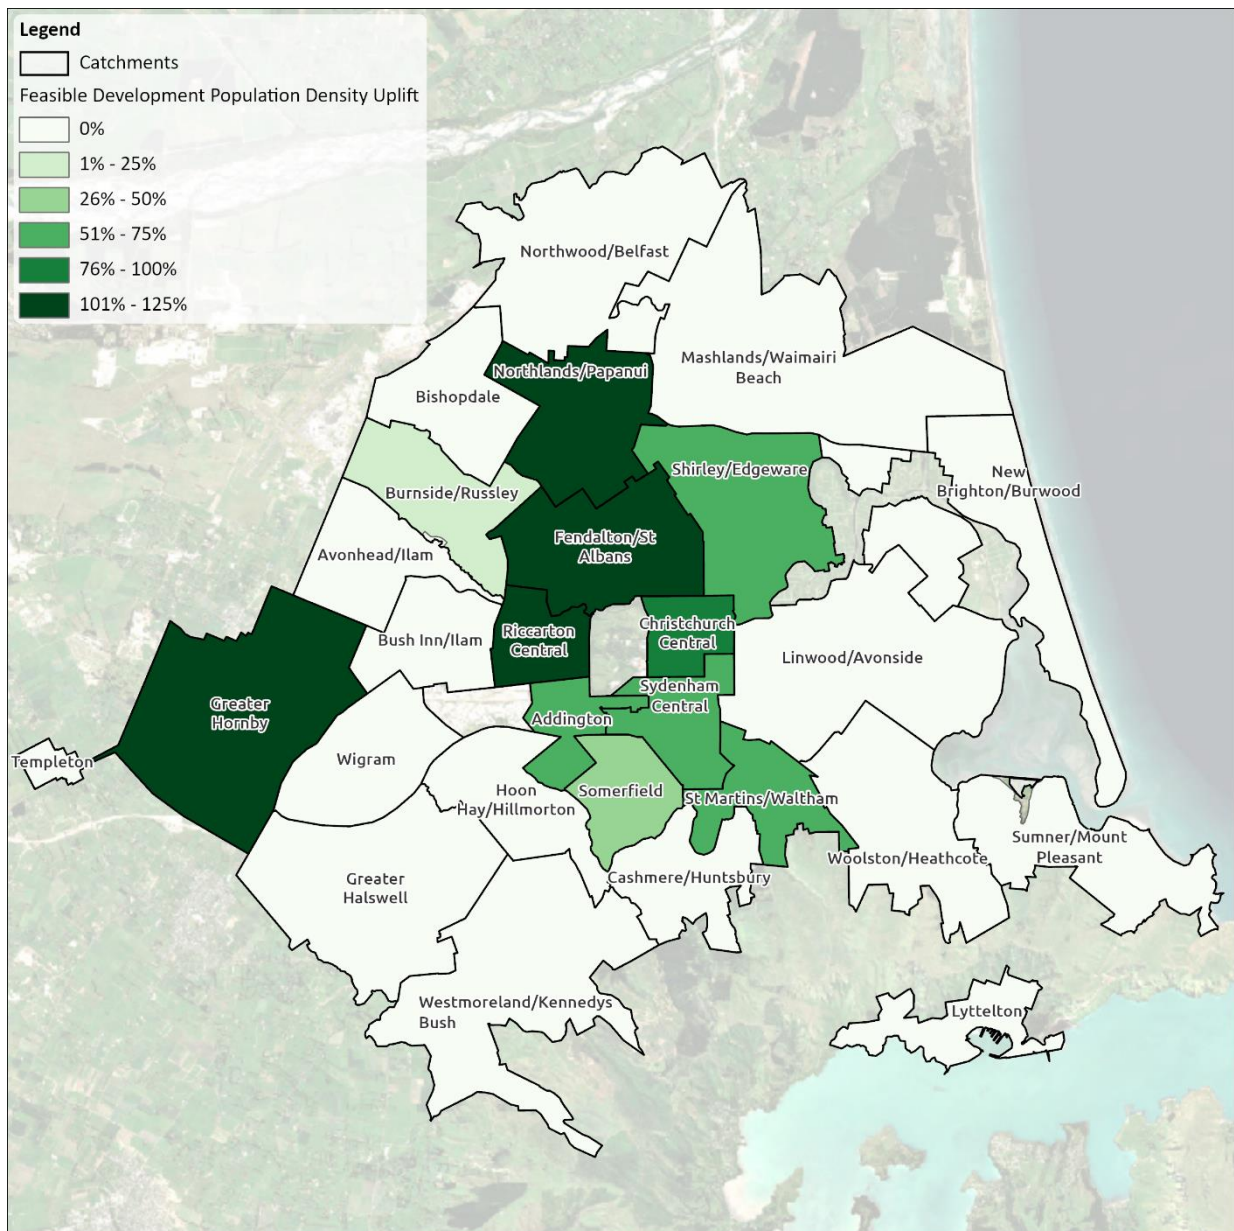 Legend
Catchments
Feasible Development Population Density Uplift
0%
1% - 25%
26% - 50%
51% - 75%
76% - 100%
101% - 125%
Northwood/Belfast
Mashlands/Waimairi
Beach
Northlands/Papanui
Bishopdale
Shirley/Edgeware
New
Brighton/Burwood
Burnside/Russley
Fendalton/St
Albans
Avonhead/Ilam
Bush Inn/Ilam
Riccarton
Central
Christchurch
Central
Linwood/Avonside
Sydenham
Central
Greater
Hornby
Addington
Templeton
Wigram
Hoon
Hay/Hillmorton
Somerfield
St Martins/Waltham
Sumner/Mount
Pleasant
Woolston/Heathcote
Cashmere/Huntsbury
Greater
Halswell
Westmoreland/Kennedys
Bush
Lyttelton